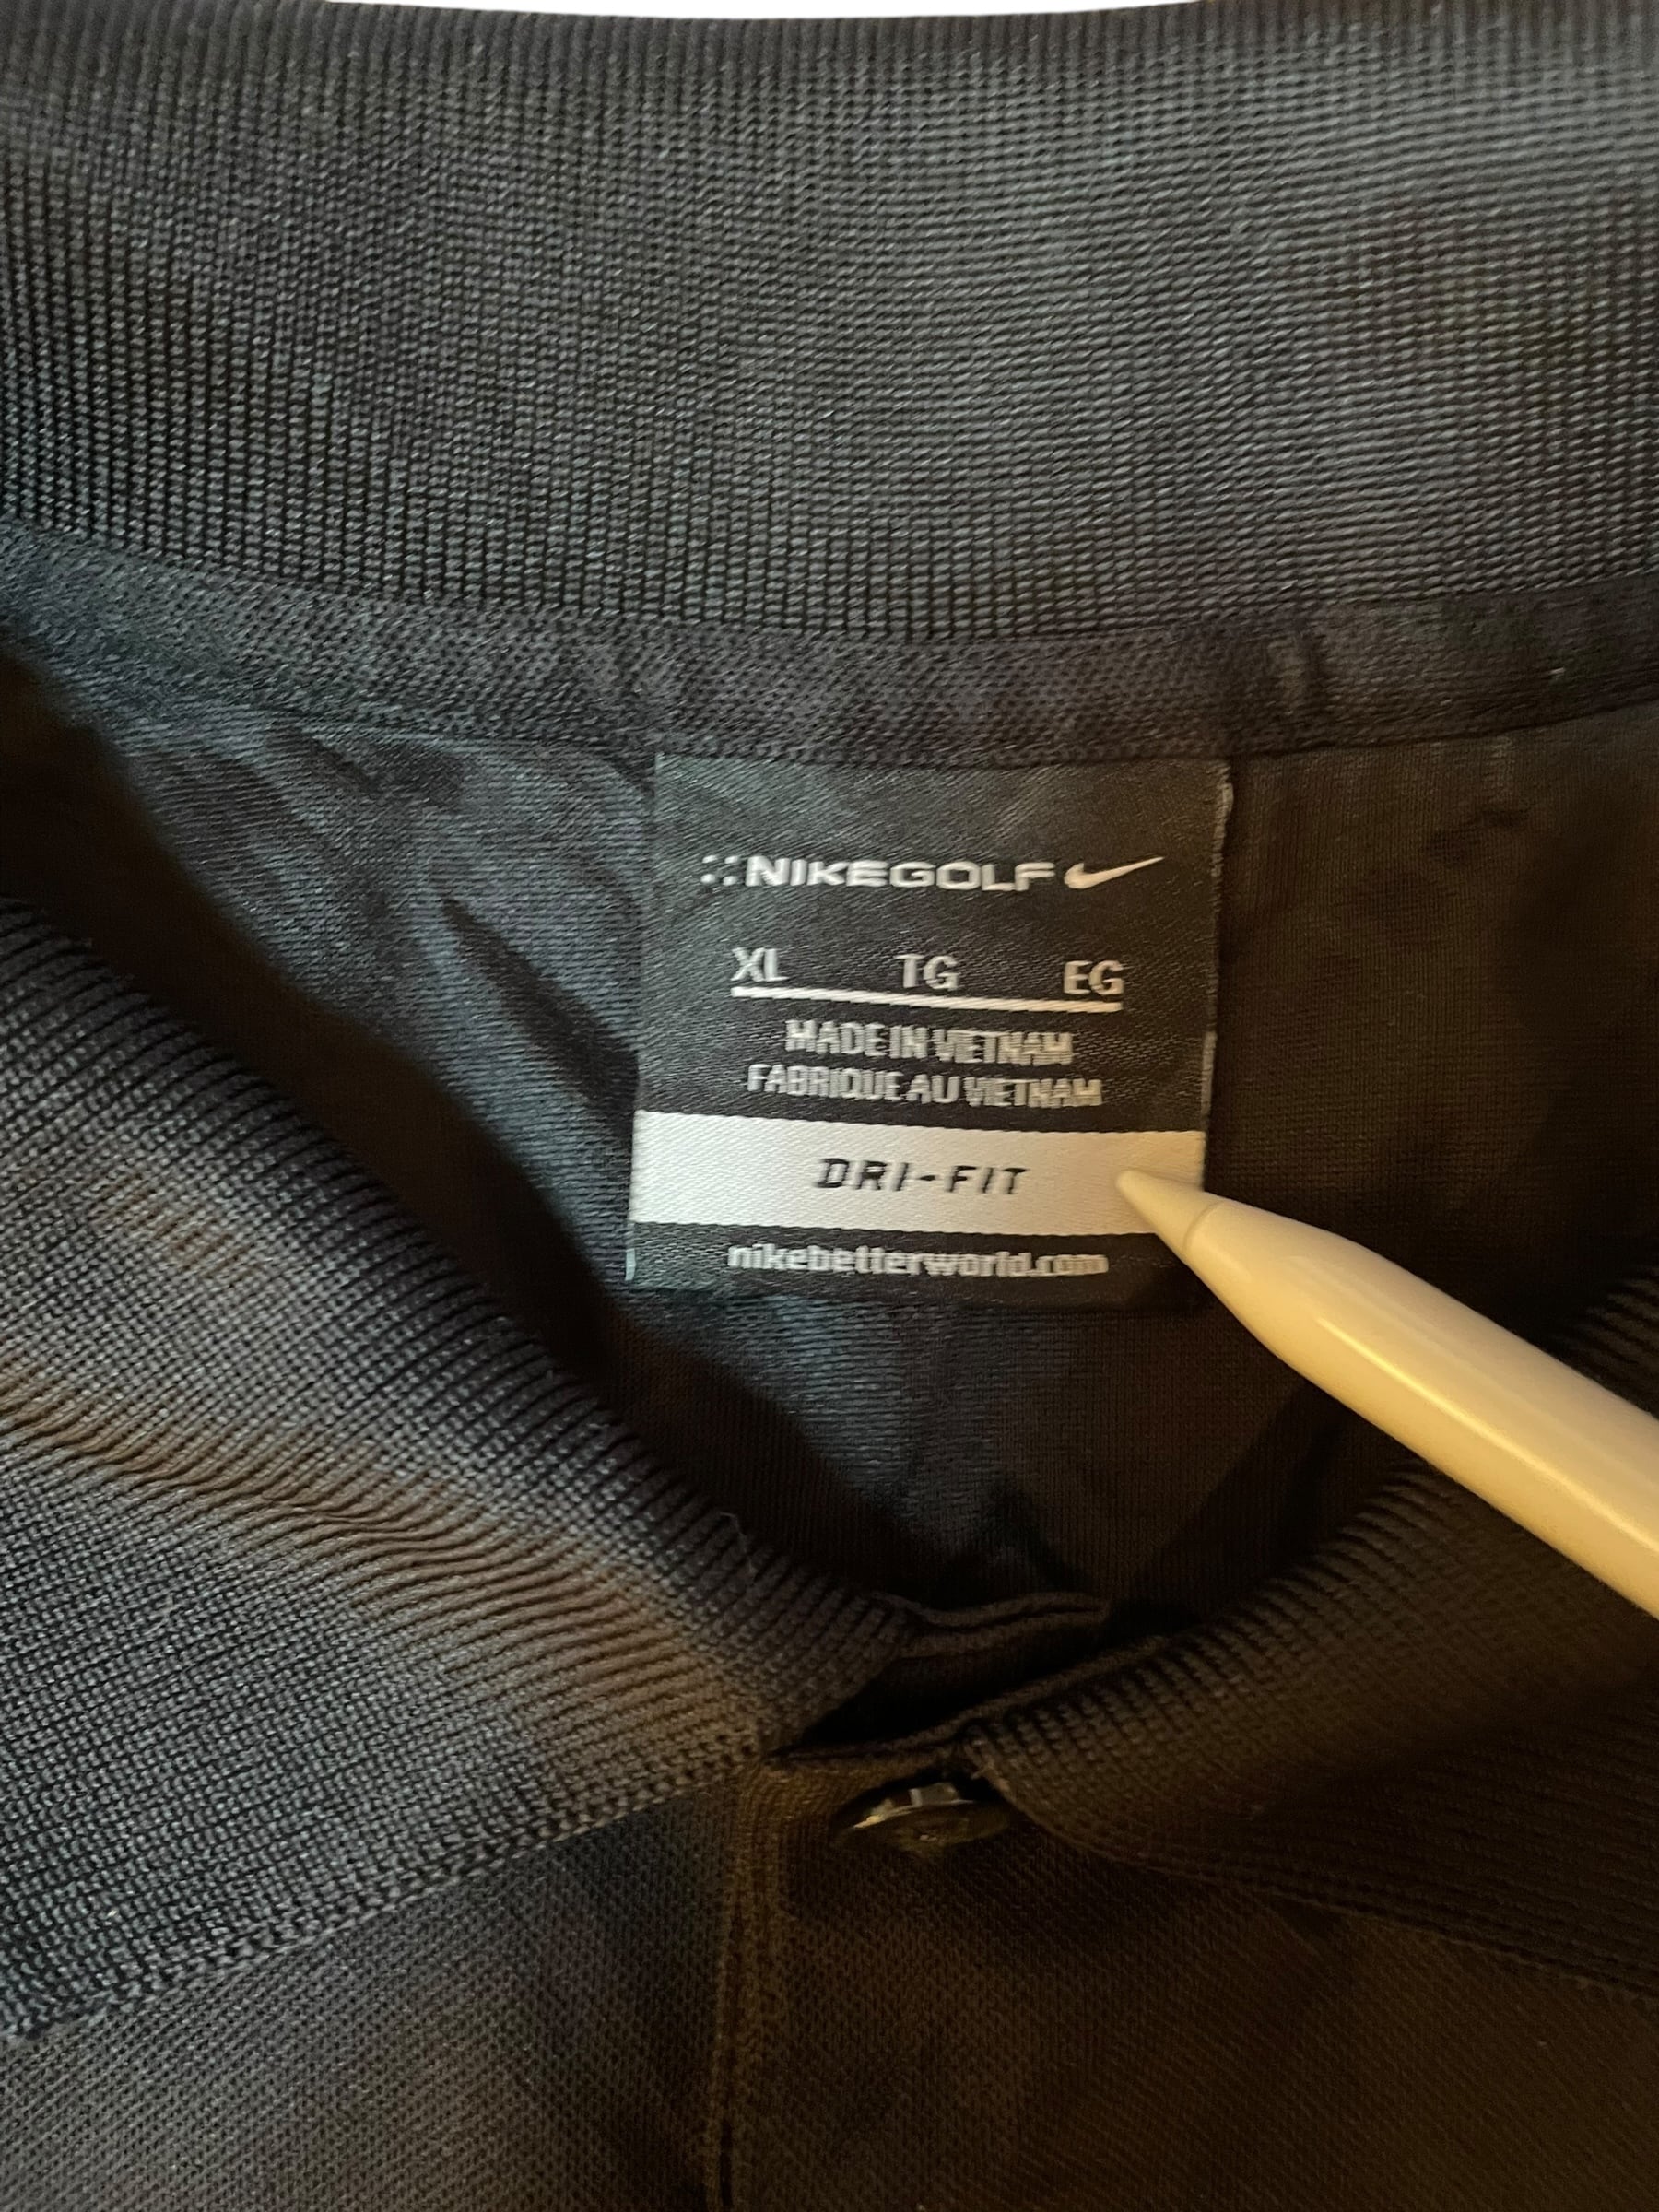 NIKEGOLF
XL TG EG
MADE IN VIETNAM
FABRIQUE AU VIETNAM
DRI-FIT
nikebetterworld.com